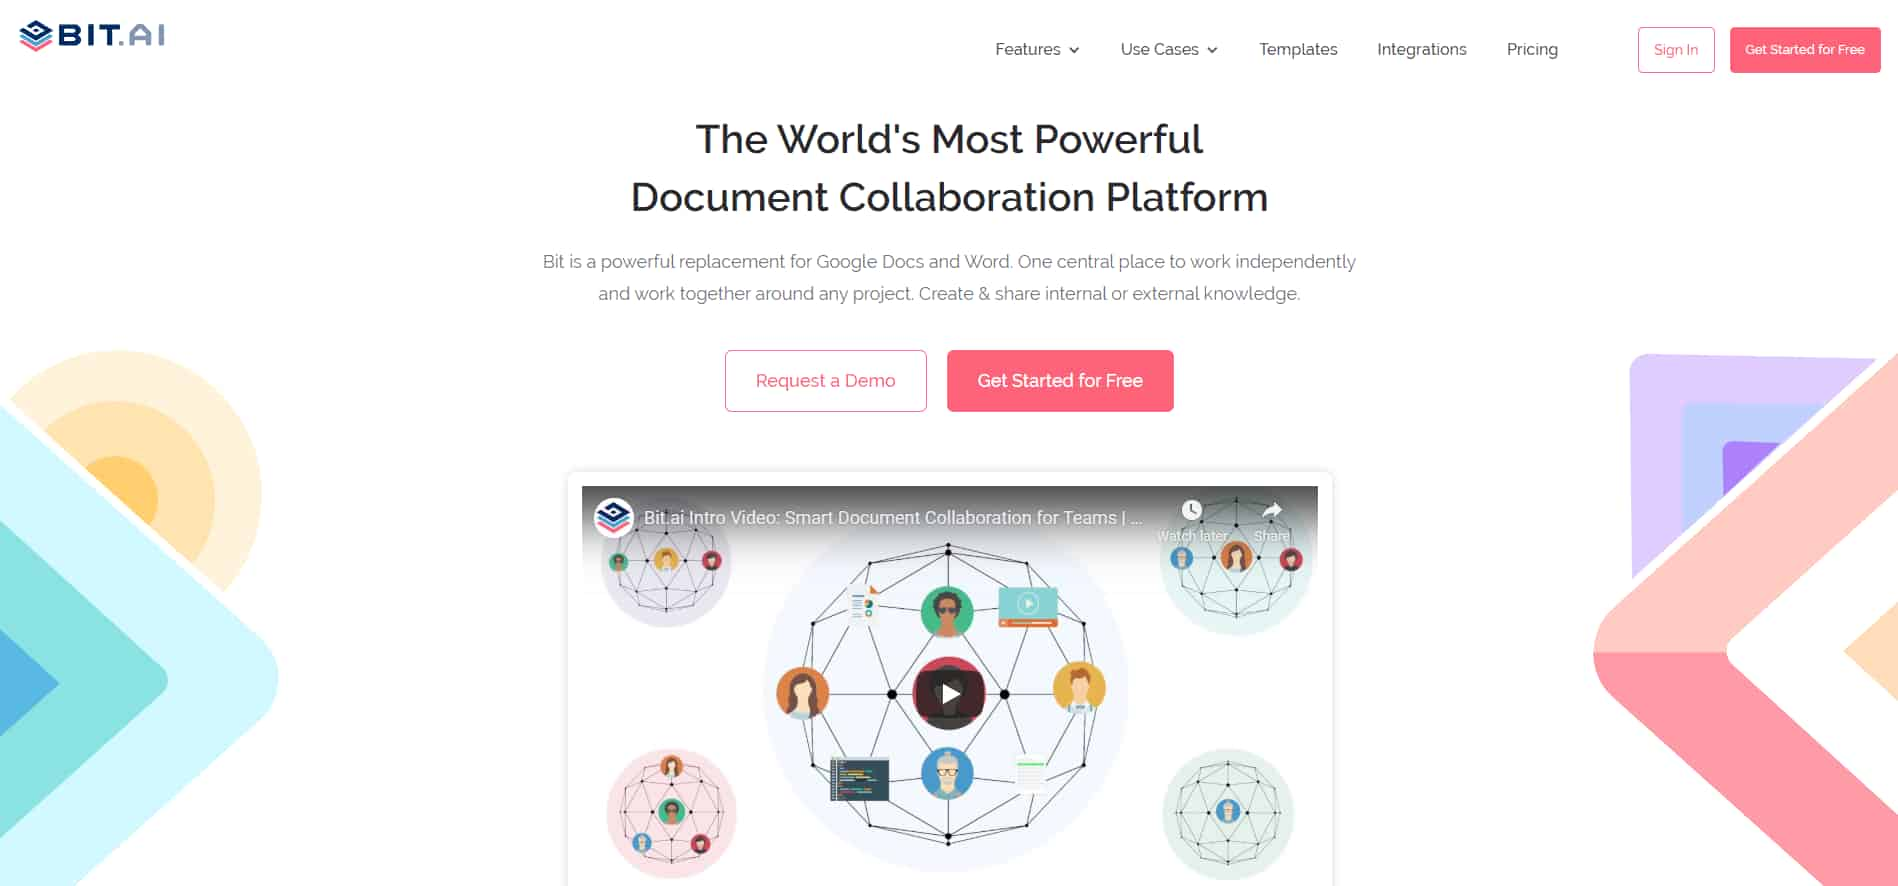 BIT.AI
Features
Use Cases
Templates
Integrations
Pricing
Sign In
Get Started for Free
The World's Most Powerful
Document Collaboration Platform
Bit is a powerful replacement for Google Docs and Word. One central place to work independently
and work together around any project. Create & share internal or external knowledge.
Request a Demo
Get Started for Free
Bit.ai Intro Video: Smart Document Collaboration for Teams | ...
Watch later
Share